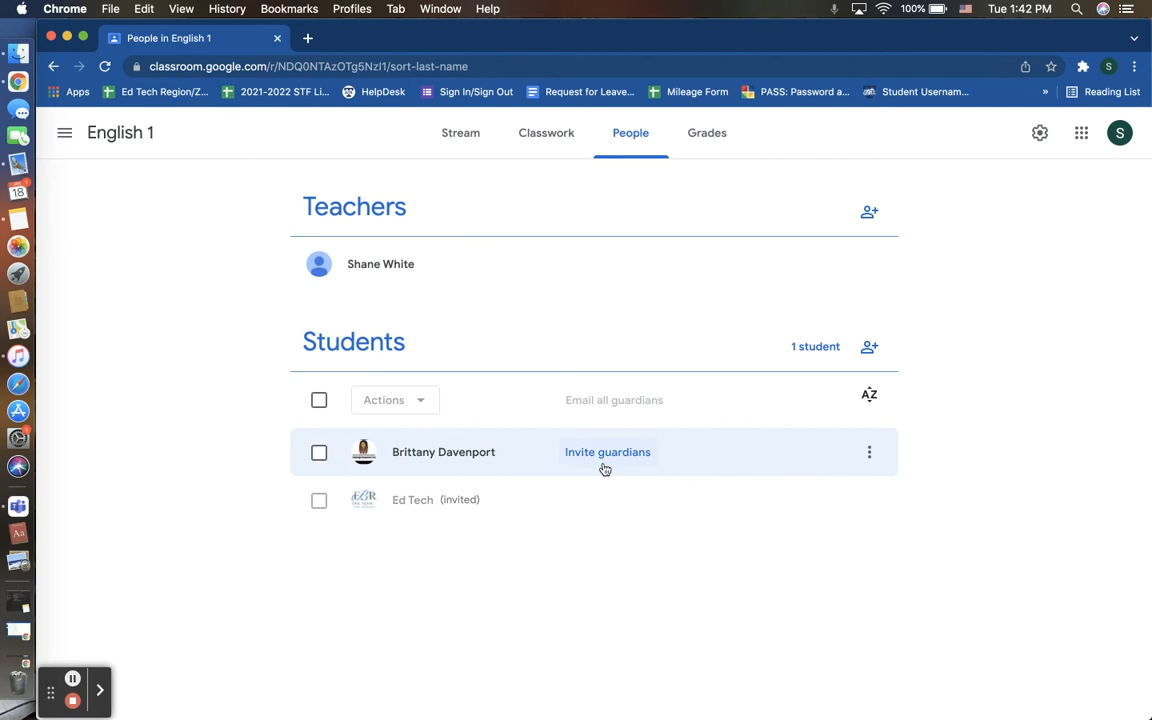 Chrome File Edit View History Bookmarks Profiles Tab Window Help 100% Tue 1:42 PM
People in English 1
classroom.google.com/r/NDQ0NTAzOTg5NzI1/sort-last-name
Apps Ed Tech Region/Z... 2021-2022 STF Li... HelpDesk Sign In/Sign Out Request for Leave... Mileage Form PASS: Password a... Student Usernam... » Reading List
English 1 Stream Classwork People Grades S
Teachers
Shane White
Students 1 student
Actions Email all guardians AZ
Brittany Davenport Invite guardians
Ed Tech (invited)